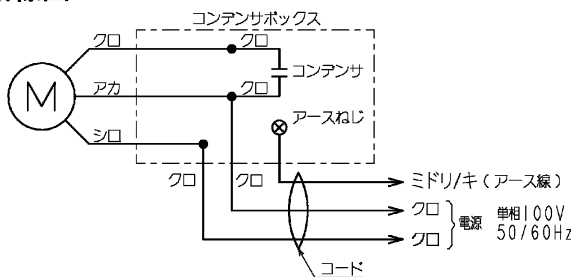 コンデンサボックス
クロ クロ
コンデンサ
M アカ クロ
アースねじ
シロ
クロ クロ
ミドリ/キ(アース線)
クロ
電源 単相100V
50/60Hz
クロ
コード